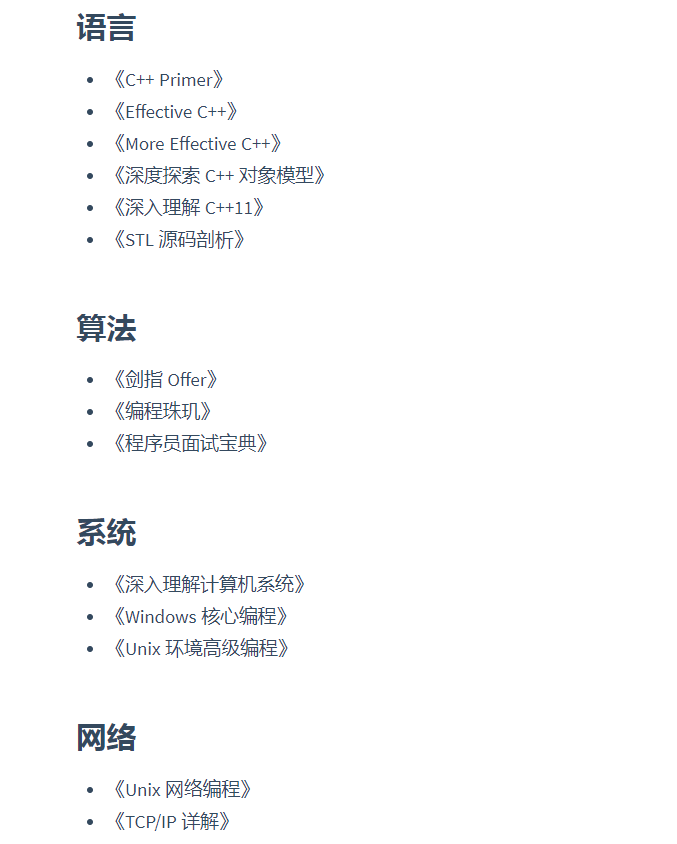 语言
《C++ Primer》
《Effective C++》
《More Effective C++》
《深度探索 C++ 对象模型》
《深入理解 C++11》
《STL 源码剖析》
算法
《剑指 Offer》
《编程珠玑》
《程序员面试宝典》
系统
《深入理解计算机系统》
《Windows 核心编程》
《Unix 环境高级编程》
网络
《Unix 网络编程》
《TCP/IP 详解》